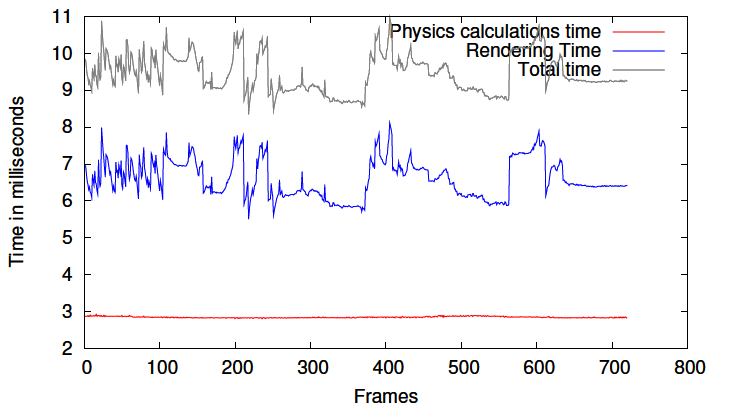 11
10
9
8
7
6
5
4
3
2
Time in milliseconds
Physics calculations time
Rendering Time
Total time
0 100 200 300 400 500 600 700 800
Frames